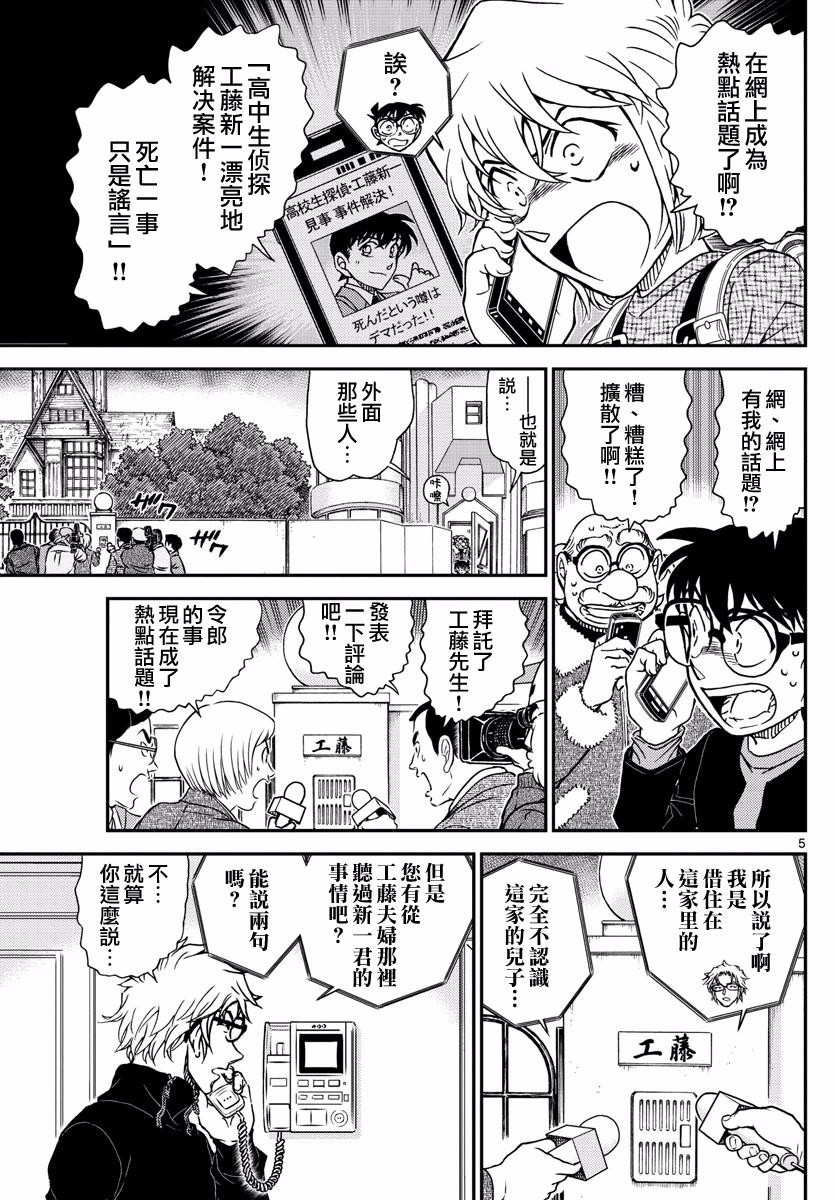 在網上成為
熱點話題了啊!?
誒?
「高中生偵探
工藤新一漂亮地
解決案件!
死亡一事
只是謠言」!!
高校生探偵・工藤新
見事 事件解決!
死んだという噂は
デマだった!!
網、網上
有我的話題!?
糟、糟糕了!
擴散了啊!!
——也就是
説…
咔嚓
外面
那些人…
ザワ
ザワ
拜託了
工藤先生!
發表
一下評論
吧!!
令郎
的事
現在成了
熱點話題!!
工藤
5
所以説了啊
我是
借住在
這家里的
人…
完全不認識
這家的兒子…
工藤
但是
您有從
工藤夫婦那裡
聽過新一君的
事情吧?
能説兩句
嗎?
不…
就算
你這麼説…